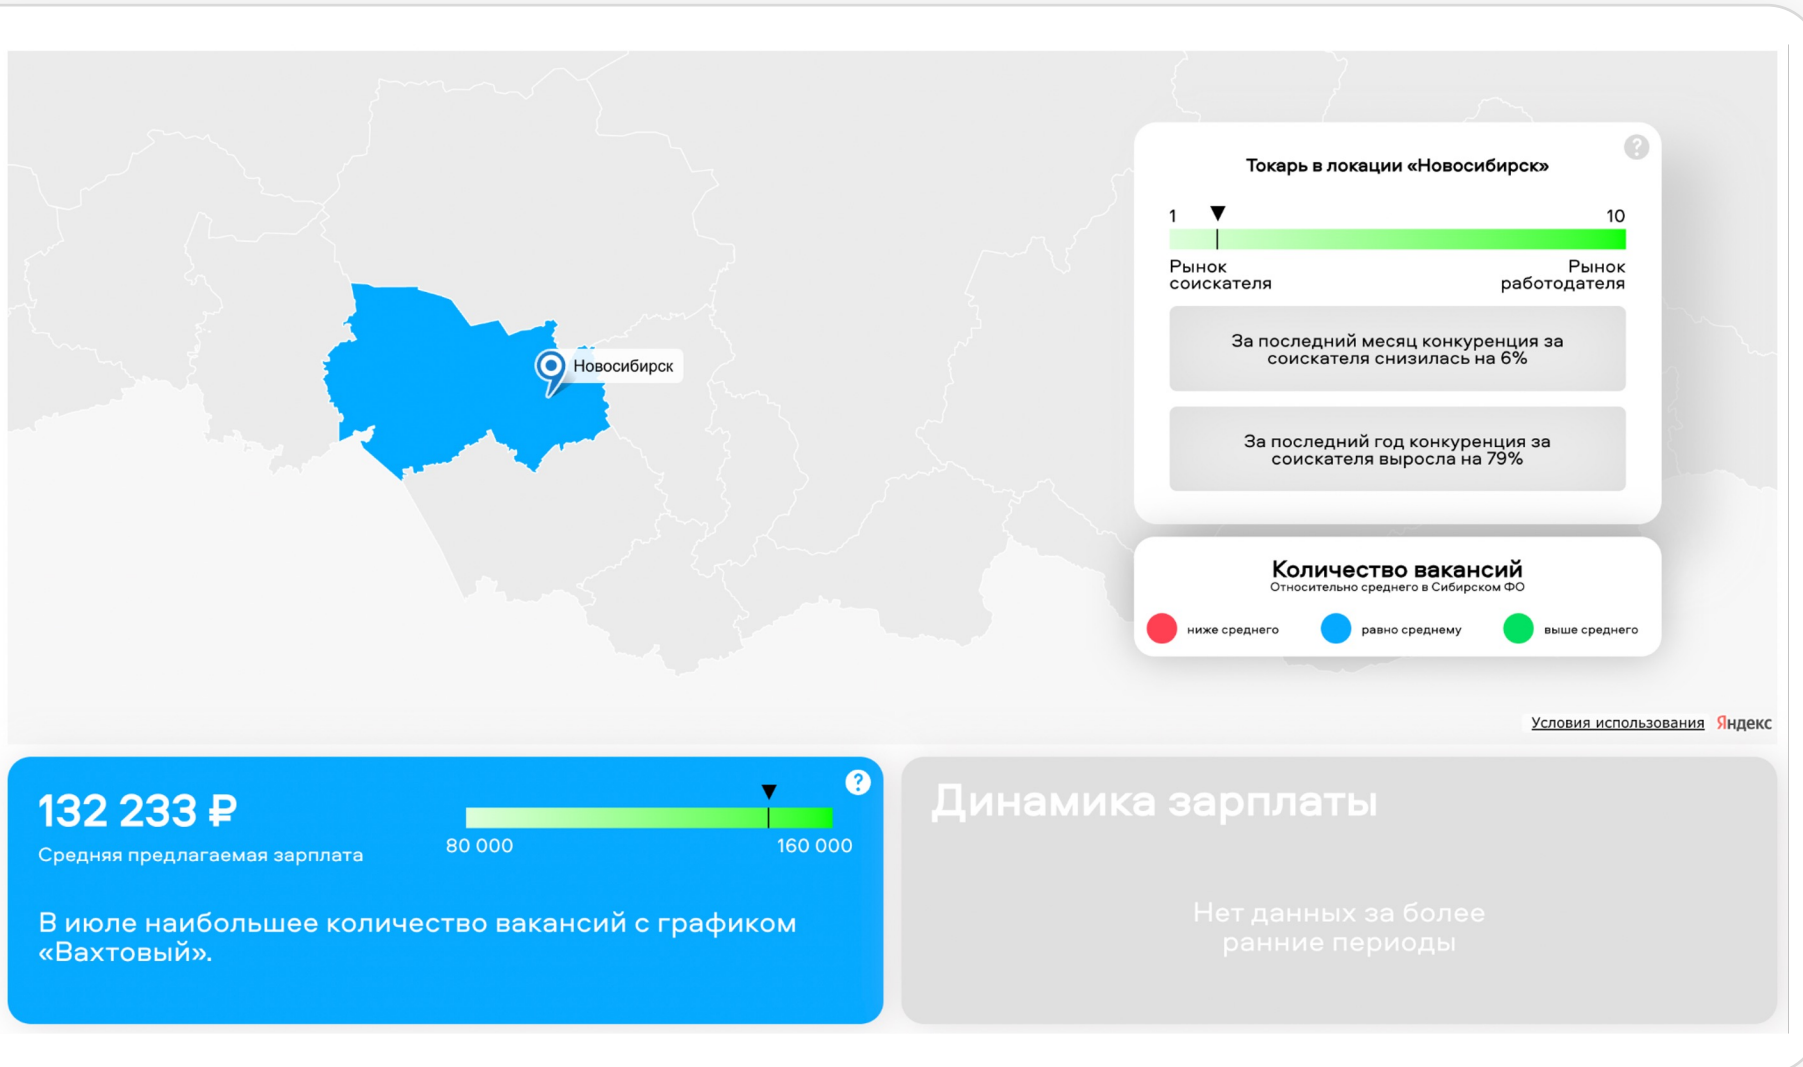 Новосибирск
Токарь в локации «Новосибирск»
?
1
10
Рынок
соискателя
Рынок
работодателя
За последний месяц конкуренция за
соискателя снизилась на 6%
За последний год конкуренция за
соискателя выросла на 79%
Количество вакансий
Относительно среднего в Сибирском ФО
ниже среднего
равно среднему
выше среднего
Условия использования Яндекс
132 233 ₽
Средняя предлагаемая зарплата
?
80 000
160 000
В июле наибольшее количество вакансий с графиком
«Вахтовый».
Динамика зарплаты
Нет данных за более
ранние периоды